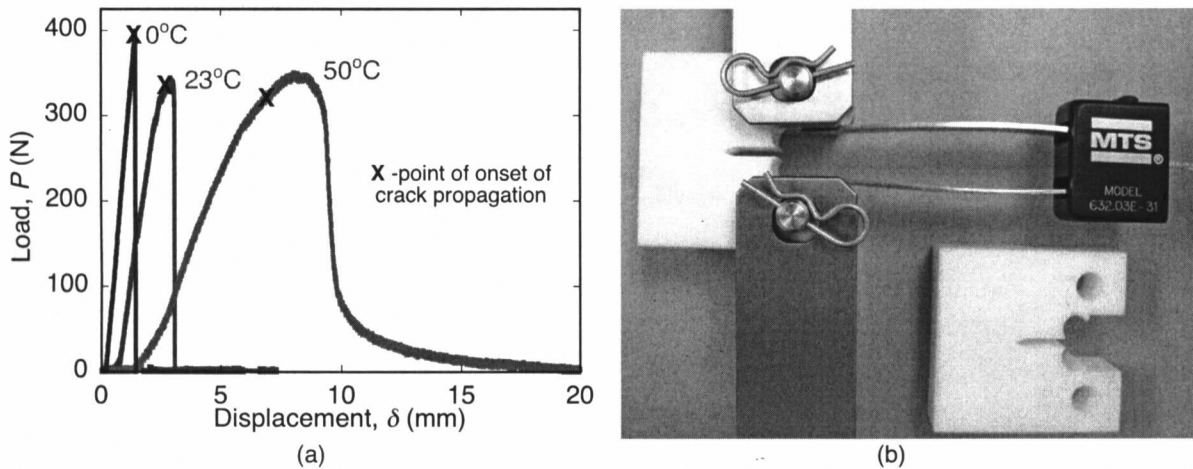 400
300
200
100
0
Load, P (N)
X 0°C
X 23°C
X 50°C
X -point of onset of
crack propagation
0 5 10 15 20
Displacement, δ (mm)
(a)
MTS
®
MODEL
632.03E-31
(b)